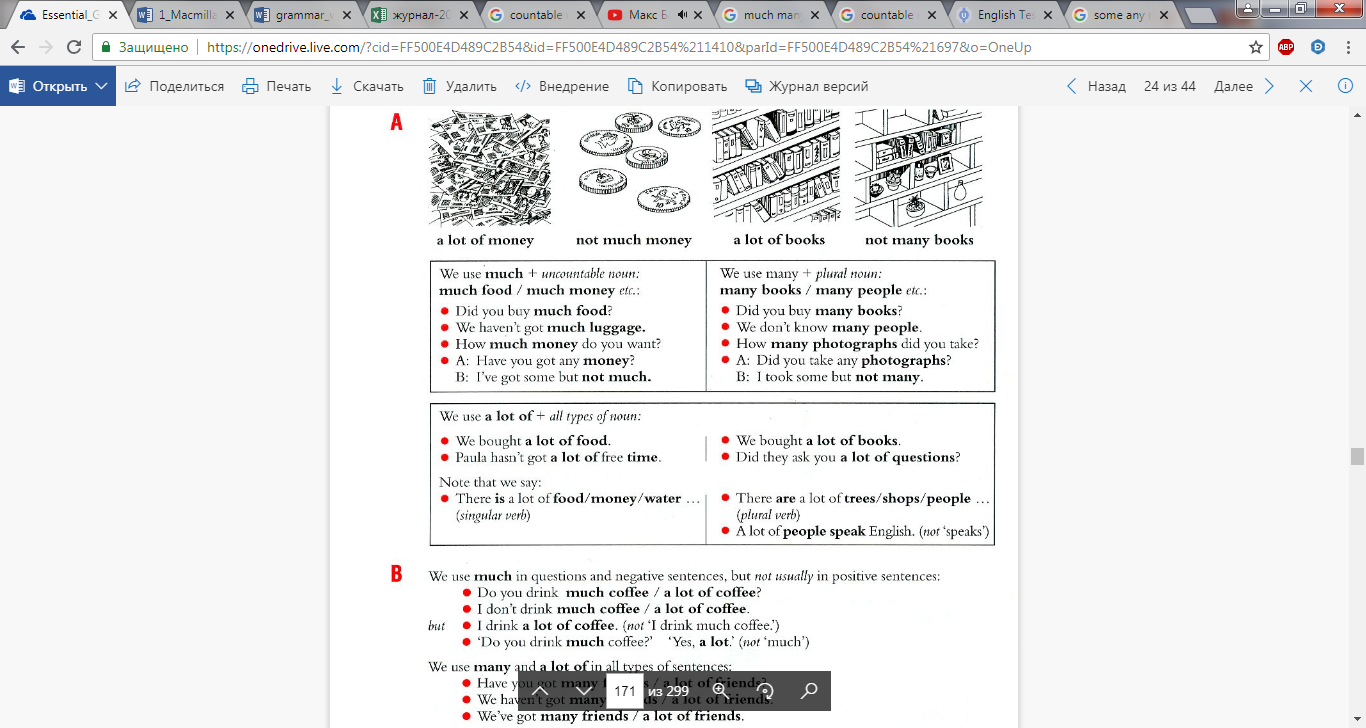 Essential_G
1_Macmilla
grammar_
журнал-20
countable
Макс Б
much man
countable
English Tes
some any
Защищено
https://onedrive.live.com/?cid=FF500E4D489C2B54&id=FF500E4D489C2B54%211410&parId=FF500E4D489C2B54%21697&o=OneUp
ABP
Открыть
Поделиться
Печать
Скачать
Удалить
Внедрение
Копировать
Журнал версий
Назад
24 из 44
Далее
A
a lot of money
not much money
a lot of books
not many books
We use much + uncountable noun:
much food / much money etc.:
Did you buy much food?
We haven't got much luggage.
How much money do you want?
A: Have you got any money?
B: I've got some but not much.
We use many + plural noun:
many books / many people etc.:
Did you buy many books?
We don't know many people.
How many photographs did you take?
A: Did you take any photographs?
B: I took some but not many.
We use a lot of + all types of noun:
We bought a lot of food.
Paula hasn't got a lot of free time.
We bought a lot of books.
Did they ask you a lot of questions?
Note that we say:
There is a lot of food/money/water …
(singular verb)
There are a lot of trees/shops/people …
(plural verb)
A lot of people speak English. (not 'speaks')
B
We use much in questions and negative sentences, but not usually in positive sentences:
Do you drink much coffee / a lot of coffee?
I don't drink much coffee / a lot of coffee.
but I drink a lot of coffee. (not 'I drink much coffee.')
'Do you drink much coffee?' 'Yes, a lot.' (not 'much')
We use many and a lot of in all types of sentences:
Have you got many friends / a lot of friends?
We haven't got many friends / a lot of friends.
We've got many friends / a lot of friends.
171 из 299